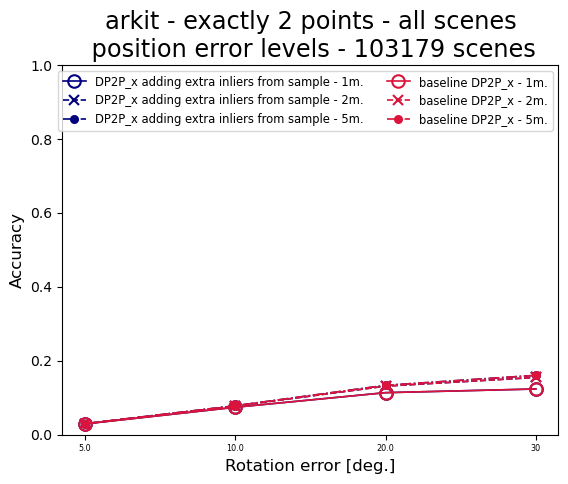 arkit - exactly 2 points - all scenes
position error levels - 103179 scenes
DP2P_x adding extra inliers from sample - 1m.
DP2P_x adding extra inliers from sample - 2m.
DP2P_x adding extra inliers from sample - 5m.
baseline DP2P_x - 1m.
baseline DP2P_x - 2m.
baseline DP2P_x - 5m.
Accuracy
1.0
0.8
0.6
0.4
0.2
0.0
5.0
10.0
20.0
30
Rotation error [deg.]